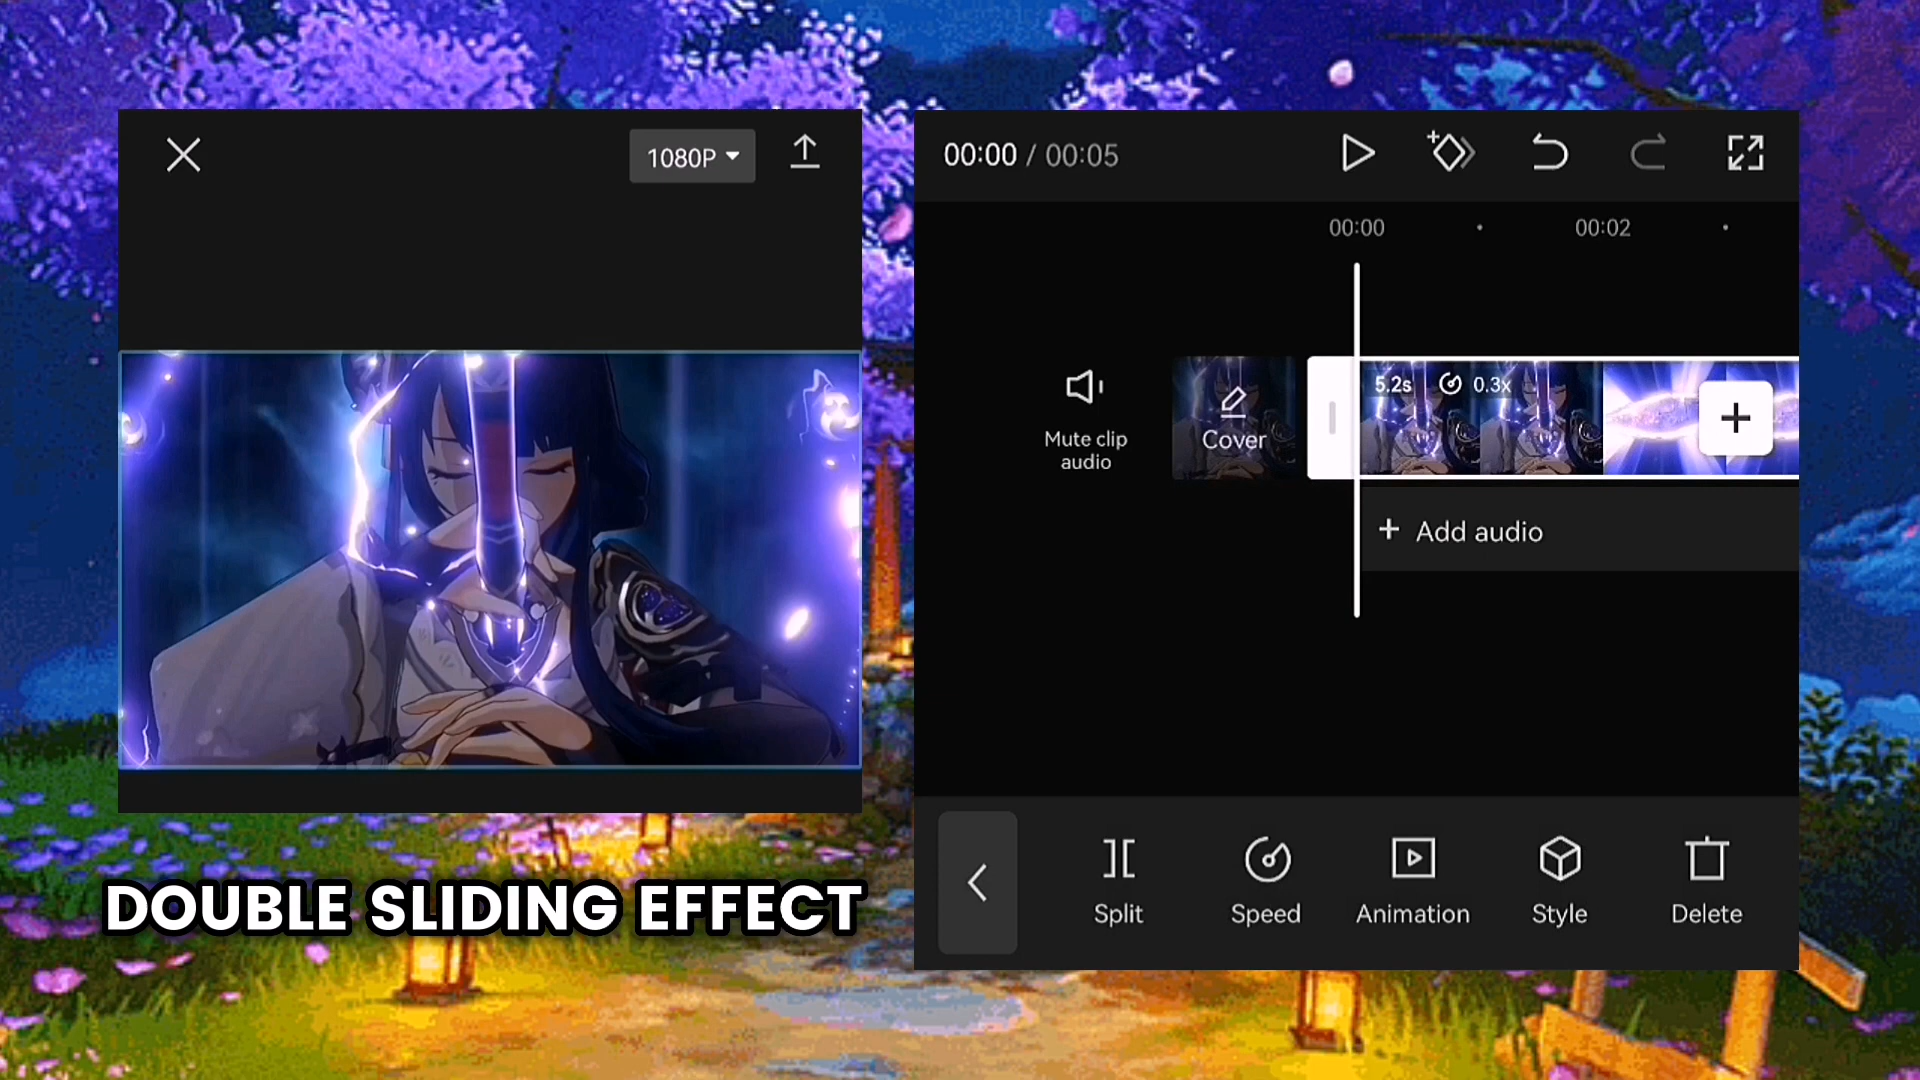 1080P
DOUBLE SLIDING EFFECT
00:00 / 00:05
00:00 00:02
5.2s 0.3x
Mute clip
audio
Cover
+ Add audio
Split Speed Animation Style Delete